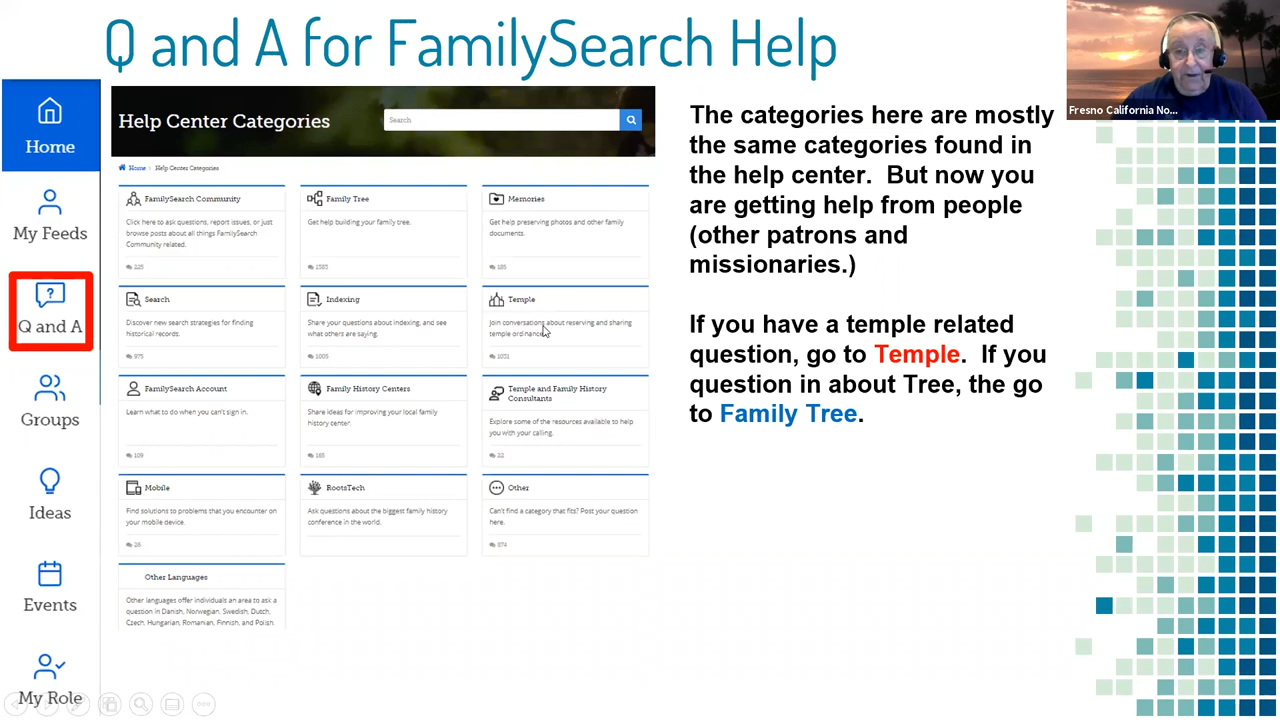 Q and A for FamilySearch Help
Fresno California No...
Home
My Feeds
Q and A
Groups
Ideas
Events
My Role
Help Center Categories
Search
Home › Help Center Categories
FamilySearch Community
Click here to ask questions, report issues, or just
browse posts about all things FamilySearch
Community related.
225
Family Tree
Get help building your family tree.
1583
Memories
Get help preserving photos and other family
documents.
186
Search
Discover new search strategies for finding
historical records.
975
Indexing
Share your questions about indexing, and see
what others are saying.
1005
Temple
Join conversations about reserving and sharing
temple ordinance
1031
FamilySearch Account
Learn what to do when you can't sign in.
109
Family History Centers
Share ideas for improving your local family
history center.
165
Temple and Family History
Consultants
Explore some of the resources available to help
you with your calling.
22
Mobile
Find solutions to problems that you encounter on
your mobile device.
26
RootsTech
Ask questions about the biggest family history
conference in the world.
Other
Can't find a category that fits? Post your question
here.
874
Other Languages
Other languages offer individuals an area to ask a
question in Danish, Norwegian, Swedish, Dutch,
Czech, Hungarian, Romanian, Finnish, and Polish.
The categories here are mostly
the same categories found in
the help center. But now you
are getting help from people
(other patrons and
missionaries.)
If you have a temple related
question, go to Temple. If you
question in about Tree, the go
to Family Tree.